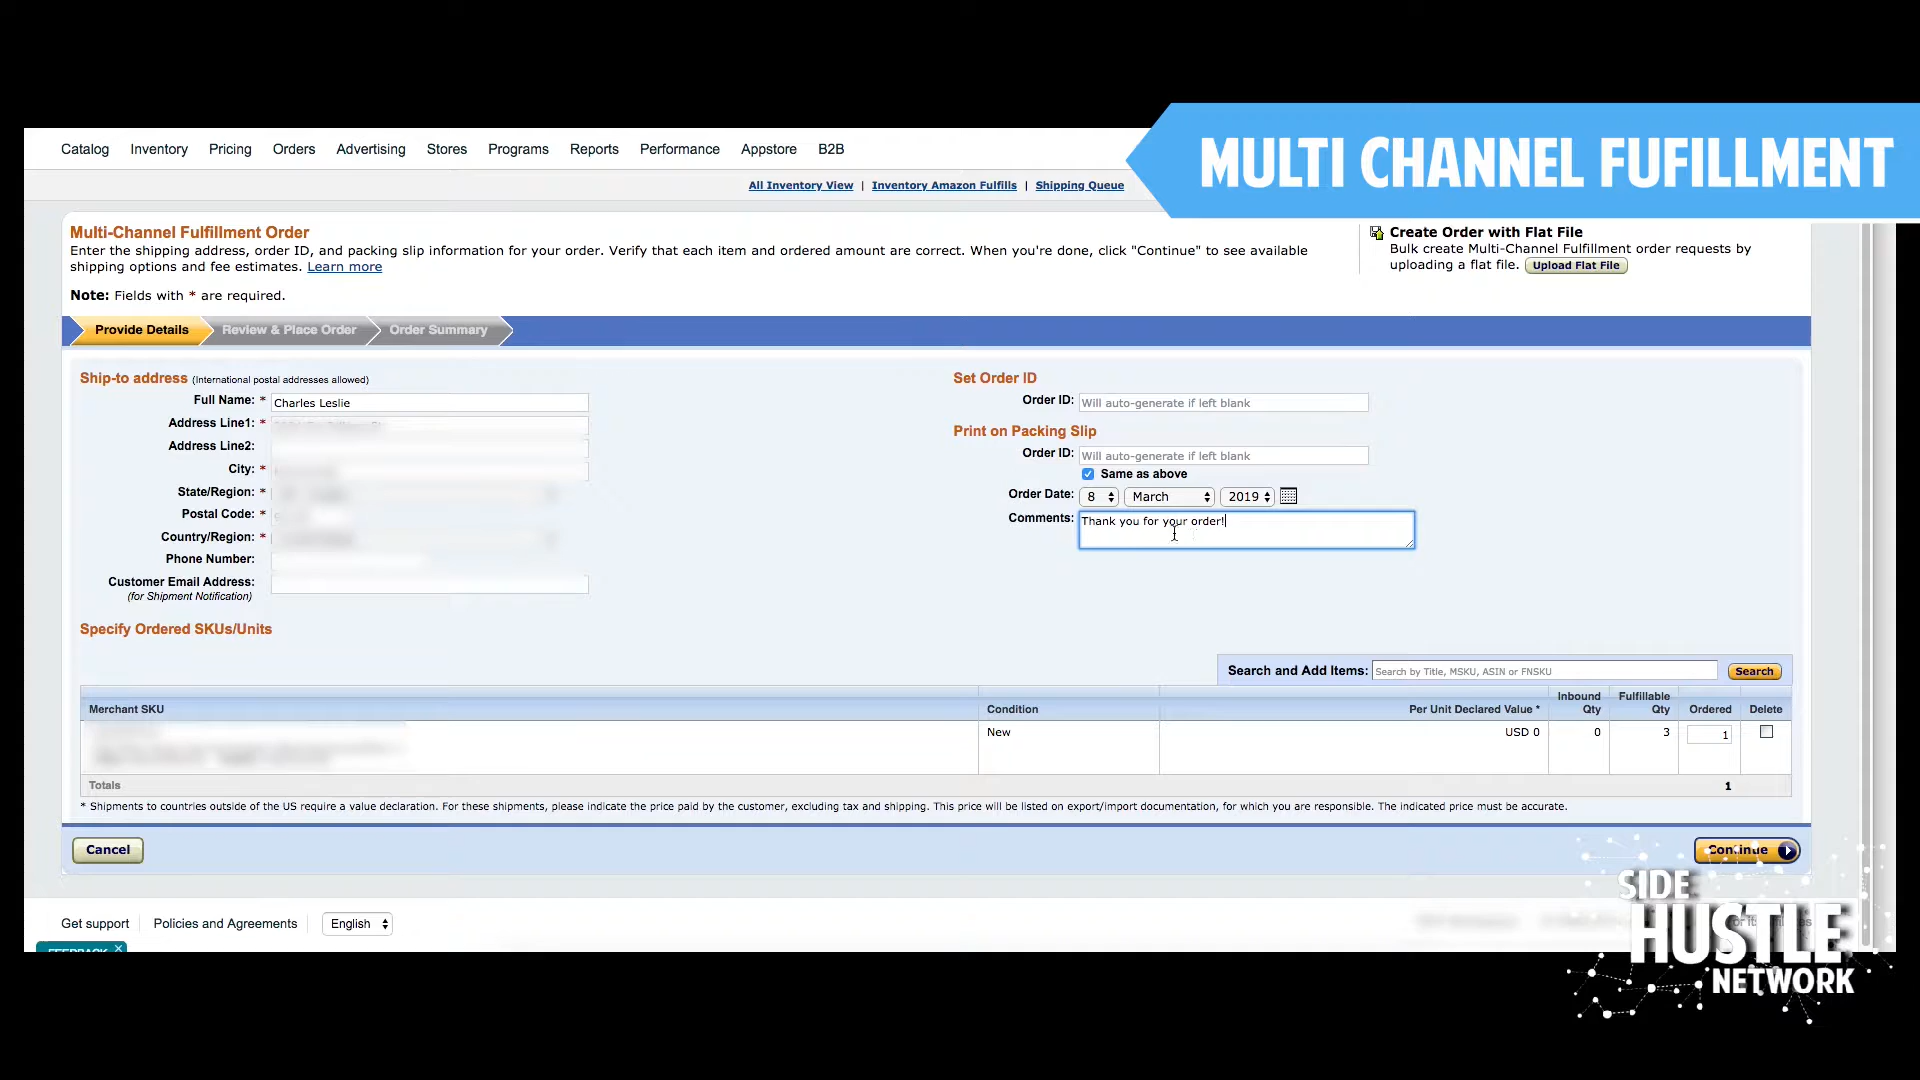 MULTI CHANNEL FUFILLMENT
Catalog Inventory Pricing Orders Advertising Stores Programs Reports Performance Appstore B2B
All Inventory View | Inventory Amazon Fulfills | Shipping Queue
Multi-Channel Fulfillment Order
Enter the shipping address, order ID, and packing slip information for your order. Verify that each item and ordered amount are correct. When you're done, click "Continue" to see available
shipping options and fee estimates. Learn more
Note: Fields with * are required.
Create Order with Flat File
Bulk create Multi-Channel Fulfillment order requests by
uploading a flat file. Upload Flat File
Provide Details Review & Place Order Order Summary
Ship-to address (International postal addresses allowed)
Full Name: * Charles Leslie
Address Line1: *
Address Line2:
City: *
State/Region: *
Postal Code: *
Country/Region: *
Phone Number:
Customer Email Address:
(for Shipment Notification)
Set Order ID
Order ID: Will auto-generate if left blank
Print on Packing Slip
Order ID: Will auto-generate if left blank
Same as above
Order Date: 8 March 2019
Comments: Thank you for your order!
Specify Ordered SKUs/Units
Search and Add Items: Search by Title, MSKU, ASIN or FNSKU Search
Merchant SKU Condition Per Unit Declared Value * Inbound Qty Fulfillable Qty Ordered Delete
New USD 0 0 3 1
Totals 1
* Shipments to countries outside of the US require a value declaration. For these shipments, please indicate the price paid by the customer, excluding tax and shipping. This price will be listed on export/import documentation, for which you are responsible. The indicated price must be accurate.
Cancel Continue
Get support Policies and Agreements English
FEEDBACK
SIDE
HUSTLE
NETWORK